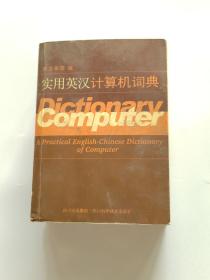 实用英汉计算机词典
Dictionary
Computer
A Practical English-Chinese Dictionary
of Computer